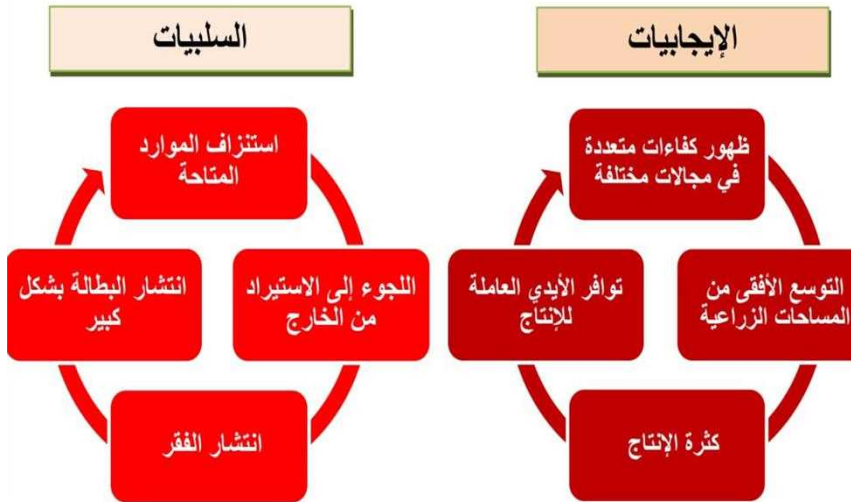 الإيجابيات
ظهور كفاءات متعددة
في مجالات مختلفة
التوسع الأفقى من
المساحات الزراعية
كثرة الإنتاج
توافر الأيدي العاملة
للإنتاج
السلبيات
استنزاف الموارد
المتاحة
اللجوء إلى الاستيراد
من الخارج
انتشار الفقر
انتشار البطالة بشكل
كبير